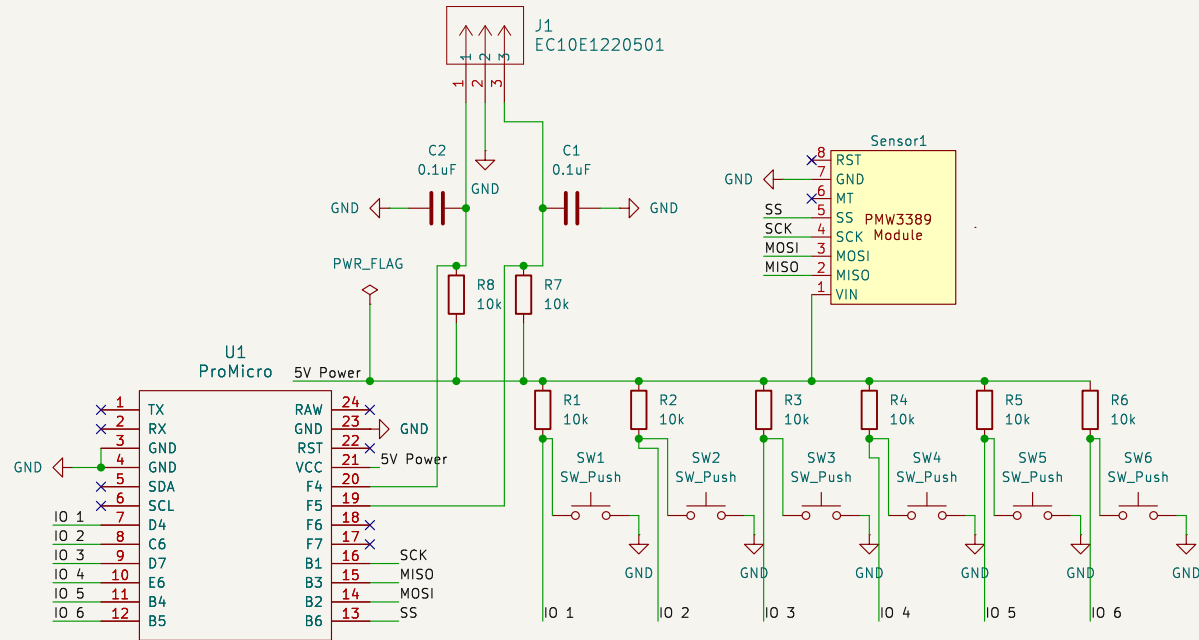 J1
EC10E1220501
1 2 3
1 2 3
C2
0.1uF
C1
0.1uF
GND
GND
GND
PWR_FLAG
R8
10k
R7
10k
Sensor1
PMW3389
Module
8 RST
GND 7 GND
6 MT
SS 5 SS
SCK 4 SCK
MOSI 3 MOSI
MISO 2 MISO
1 VIN
U1
ProMicro
5V Power
1 TX
2 RX
3 GND
GND 4 GND
5 SDA
6 SCL
IO 1 7 D4
IO 2 8 C6
IO 3 9 D7
IO 4 10 E6
IO 5 11 B4
IO 6 12 B5
RAW 24
GND 23 GND
RST 22
VCC 21 5V Power
F4 20
F5 19
F6 18
F7 17
B1 16 SCK
B3 15 MISO
B2 14 MOSI
B6 13 SS
R1
10k
R2
10k
R3
10k
R4
10k
R5
10k
R6
10k
SW1
SW_Push
SW2
SW_Push
SW3
SW_Push
SW4
SW_Push
SW5
SW_Push
SW6
SW_Push
GND
GND
GND
GND
GND
GND
IO 1
IO 2
IO 3
IO 4
IO 5
IO 6